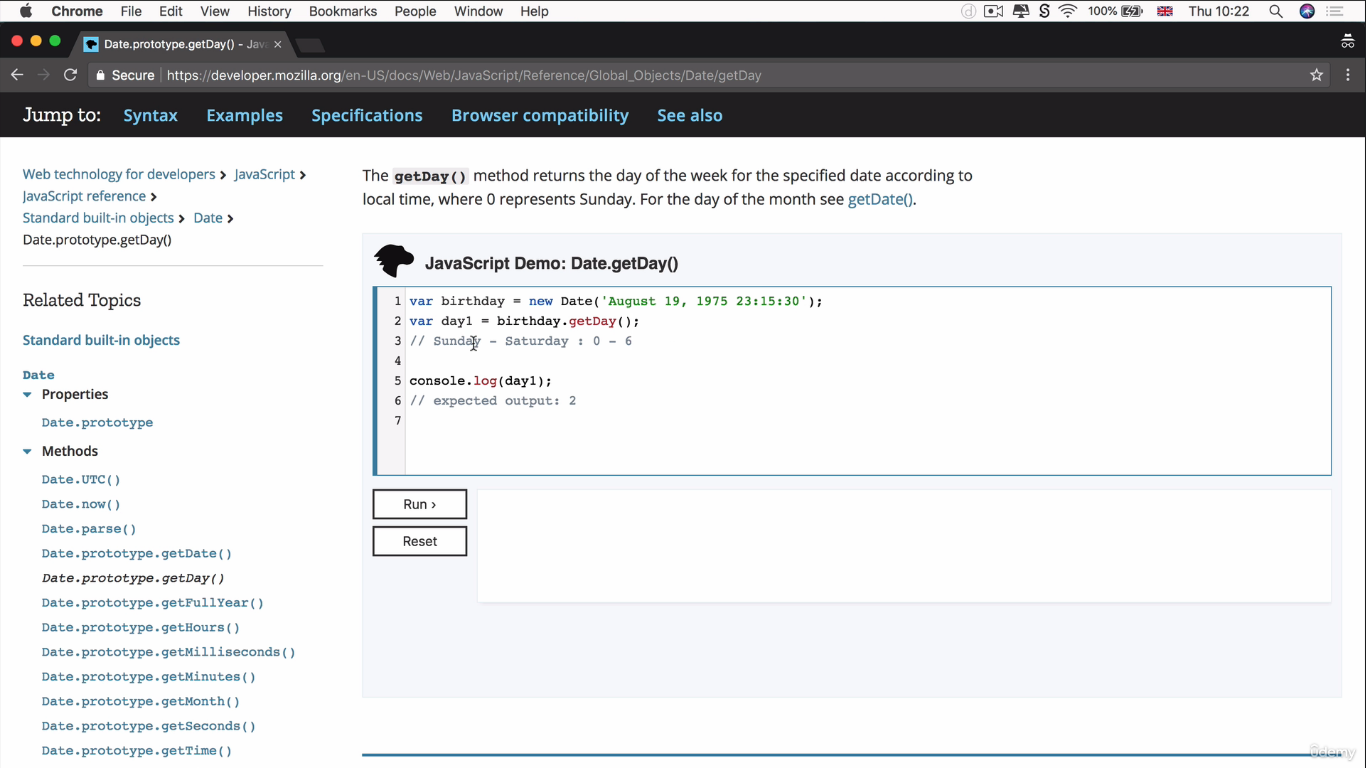 Chrome File Edit View History Bookmarks People Window Help 100% Thu 10:22
Date.prototype.getDay() - Jav
Secure https://developer.mozilla.org/en-US/docs/Web/JavaScript/Reference/Global_Objects/Date/getDay
Jump to: Syntax Examples Specifications Browser compatibility See also
Web technology for developers JavaScript
JavaScript reference
Standard built-in objects Date
Date.prototype.getDay()
Related Topics
Standard built-in objects
Date
Properties
Date.prototype
Methods
Date.UTC()
Date.now()
Date.parse()
Date.prototype.getDate()
Date.prototype.getDay()
Date.prototype.getFullYear()
Date.prototype.getHours()
Date.prototype.getMilliseconds()
Date.prototype.getMinutes()
Date.prototype.getMonth()
Date.prototype.getSeconds()
Date.prototype.getTime()
The getDay() method returns the day of the week for the specified date according to
local time, where 0 represents Sunday. For the day of the month see getDate().
JavaScript Demo: Date.getDay()
1 var birthday = new Date('August 19, 1975 23:15:30');
2 var day1 = birthday.getDay();
3 // Sunday - Saturday : 0 - 6
4
5 console.log(day1);
6 // expected output: 2
7
Run ›
Reset
ûdemy